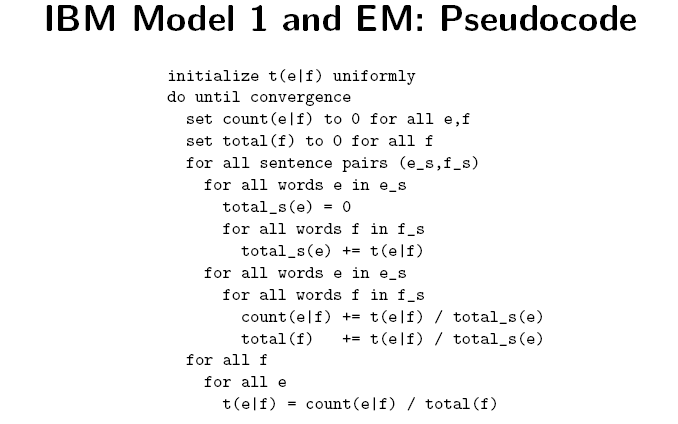 IBM Model 1 and EM: Pseudocode
initialize t(e|f) uniformly
do until convergence
  set count(e|f) to 0 for all e,f
  set total(f) to 0 for all f
  for all sentence pairs (e_s,f_s)
    for all words e in e_s
      total_s(e) = 0
      for all words f in f_s
        total_s(e) += t(e|f)
    for all words e in e_s
      for all words f in f_s
        count(e|f) += t(e|f) / total_s(e)
        total(f)   += t(e|f) / total_s(e)
  for all f
    for all e
      t(e|f) = count(e|f) / total(f)